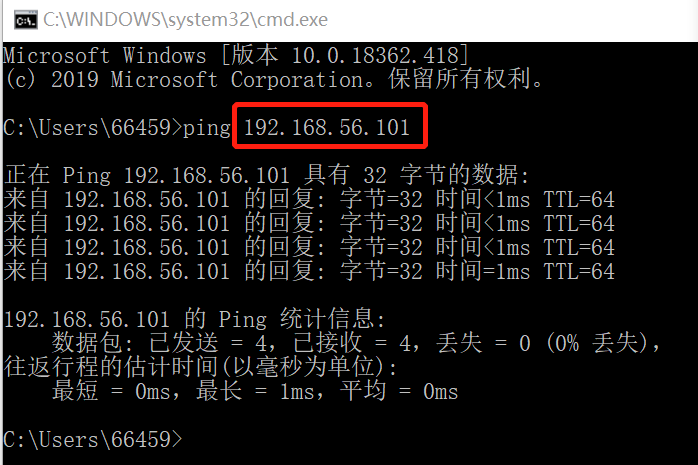 C:\WINDOWS\system32\cmd.exe
Microsoft Windows [版本 10.0.18362.418]
(c) 2019 Microsoft Corporation。保留所有权利。
C:\Users\66459>ping 192.168.56.101
正在 Ping 192.168.56.101 具有 32 字节的数据:
来自 192.168.56.101 的回复: 字节=32 时间<1ms TTL=64
来自 192.168.56.101 的回复: 字节=32 时间<1ms TTL=64
来自 192.168.56.101 的回复: 字节=32 时间<1ms TTL=64
来自 192.168.56.101 的回复: 字节=32 时间=1ms TTL=64
192.168.56.101 的 Ping 统计信息:
数据包: 已发送 = 4，已接收 = 4，丢失 = 0 (0% 丢失)，
往返行程的估计时间(以毫秒为单位):
最短 = 0ms，最长 = 1ms，平均 = 0ms
C:\Users\66459>